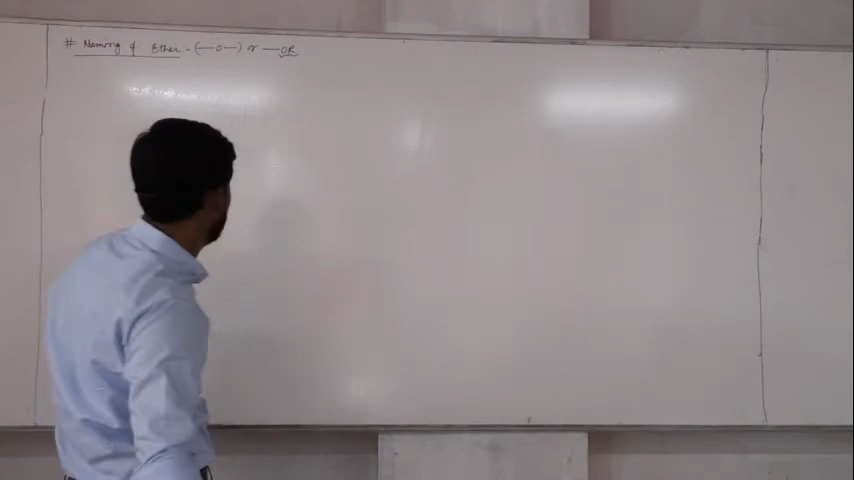 # Naming of Ether :- (—O—) or —OR